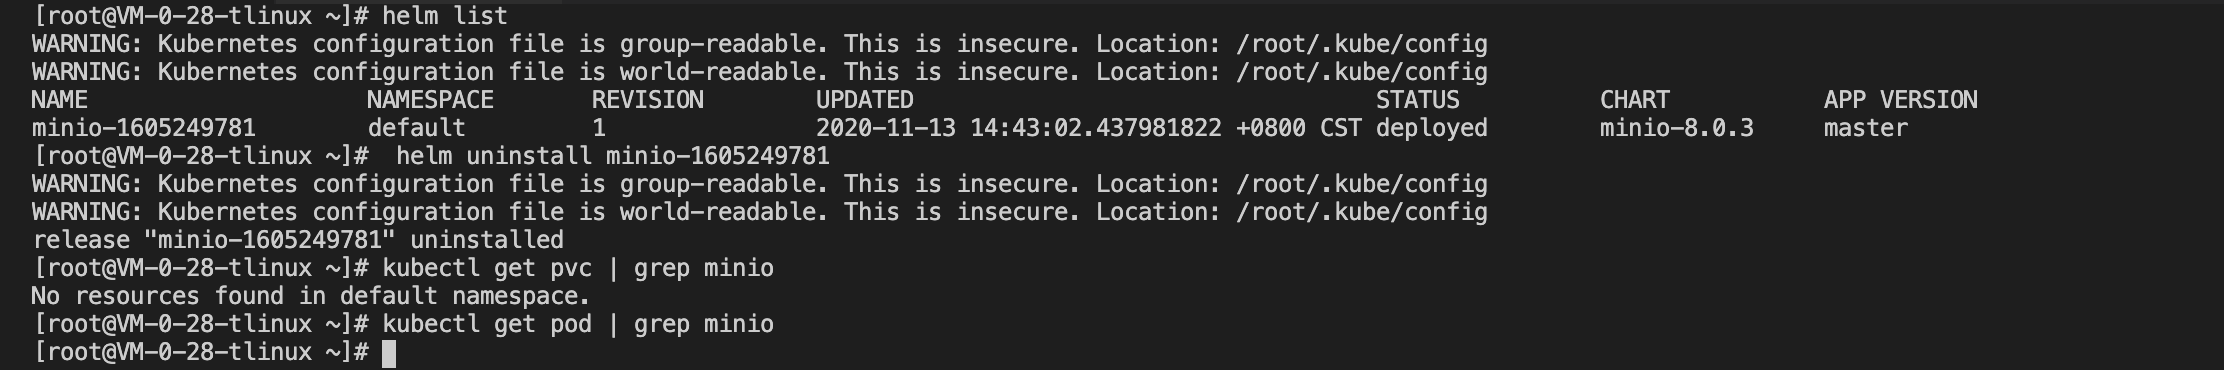 [root@VM-0-28-tlinux ~]# helm list
WARNING: Kubernetes configuration file is group-readable. This is insecure. Location: /root/.kube/config
WARNING: Kubernetes configuration file is world-readable. This is insecure. Location: /root/.kube/config
NAME NAMESPACE REVISION UPDATED STATUS CHART APP VERSION
minio-1605249781 default 1 2020-11-13 14:43:02.437981822 +0800 CST deployed minio-8.0.3 master
[root@VM-0-28-tlinux ~]#  helm uninstall minio-1605249781
WARNING: Kubernetes configuration file is group-readable. This is insecure. Location: /root/.kube/config
WARNING: Kubernetes configuration file is world-readable. This is insecure. Location: /root/.kube/config
release "minio-1605249781" uninstalled
[root@VM-0-28-tlinux ~]# kubectl get pvc | grep minio
No resources found in default namespace.
[root@VM-0-28-tlinux ~]# kubectl get pod | grep minio
[root@VM-0-28-tlinux ~]#